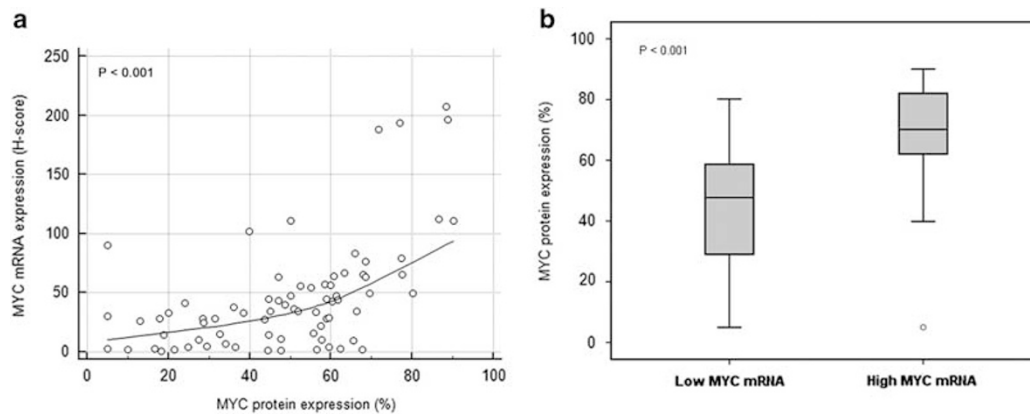 a
MYC mRNA expression (H-score)
250
200
150
100
50
0
P < 0.001
0 20 40 60 80 100
MYC protein expression (%)
b
MYC protein expression (%)
100
80
60
40
20
0
P < 0.001
Low MYC mRNA High MYC mRNA